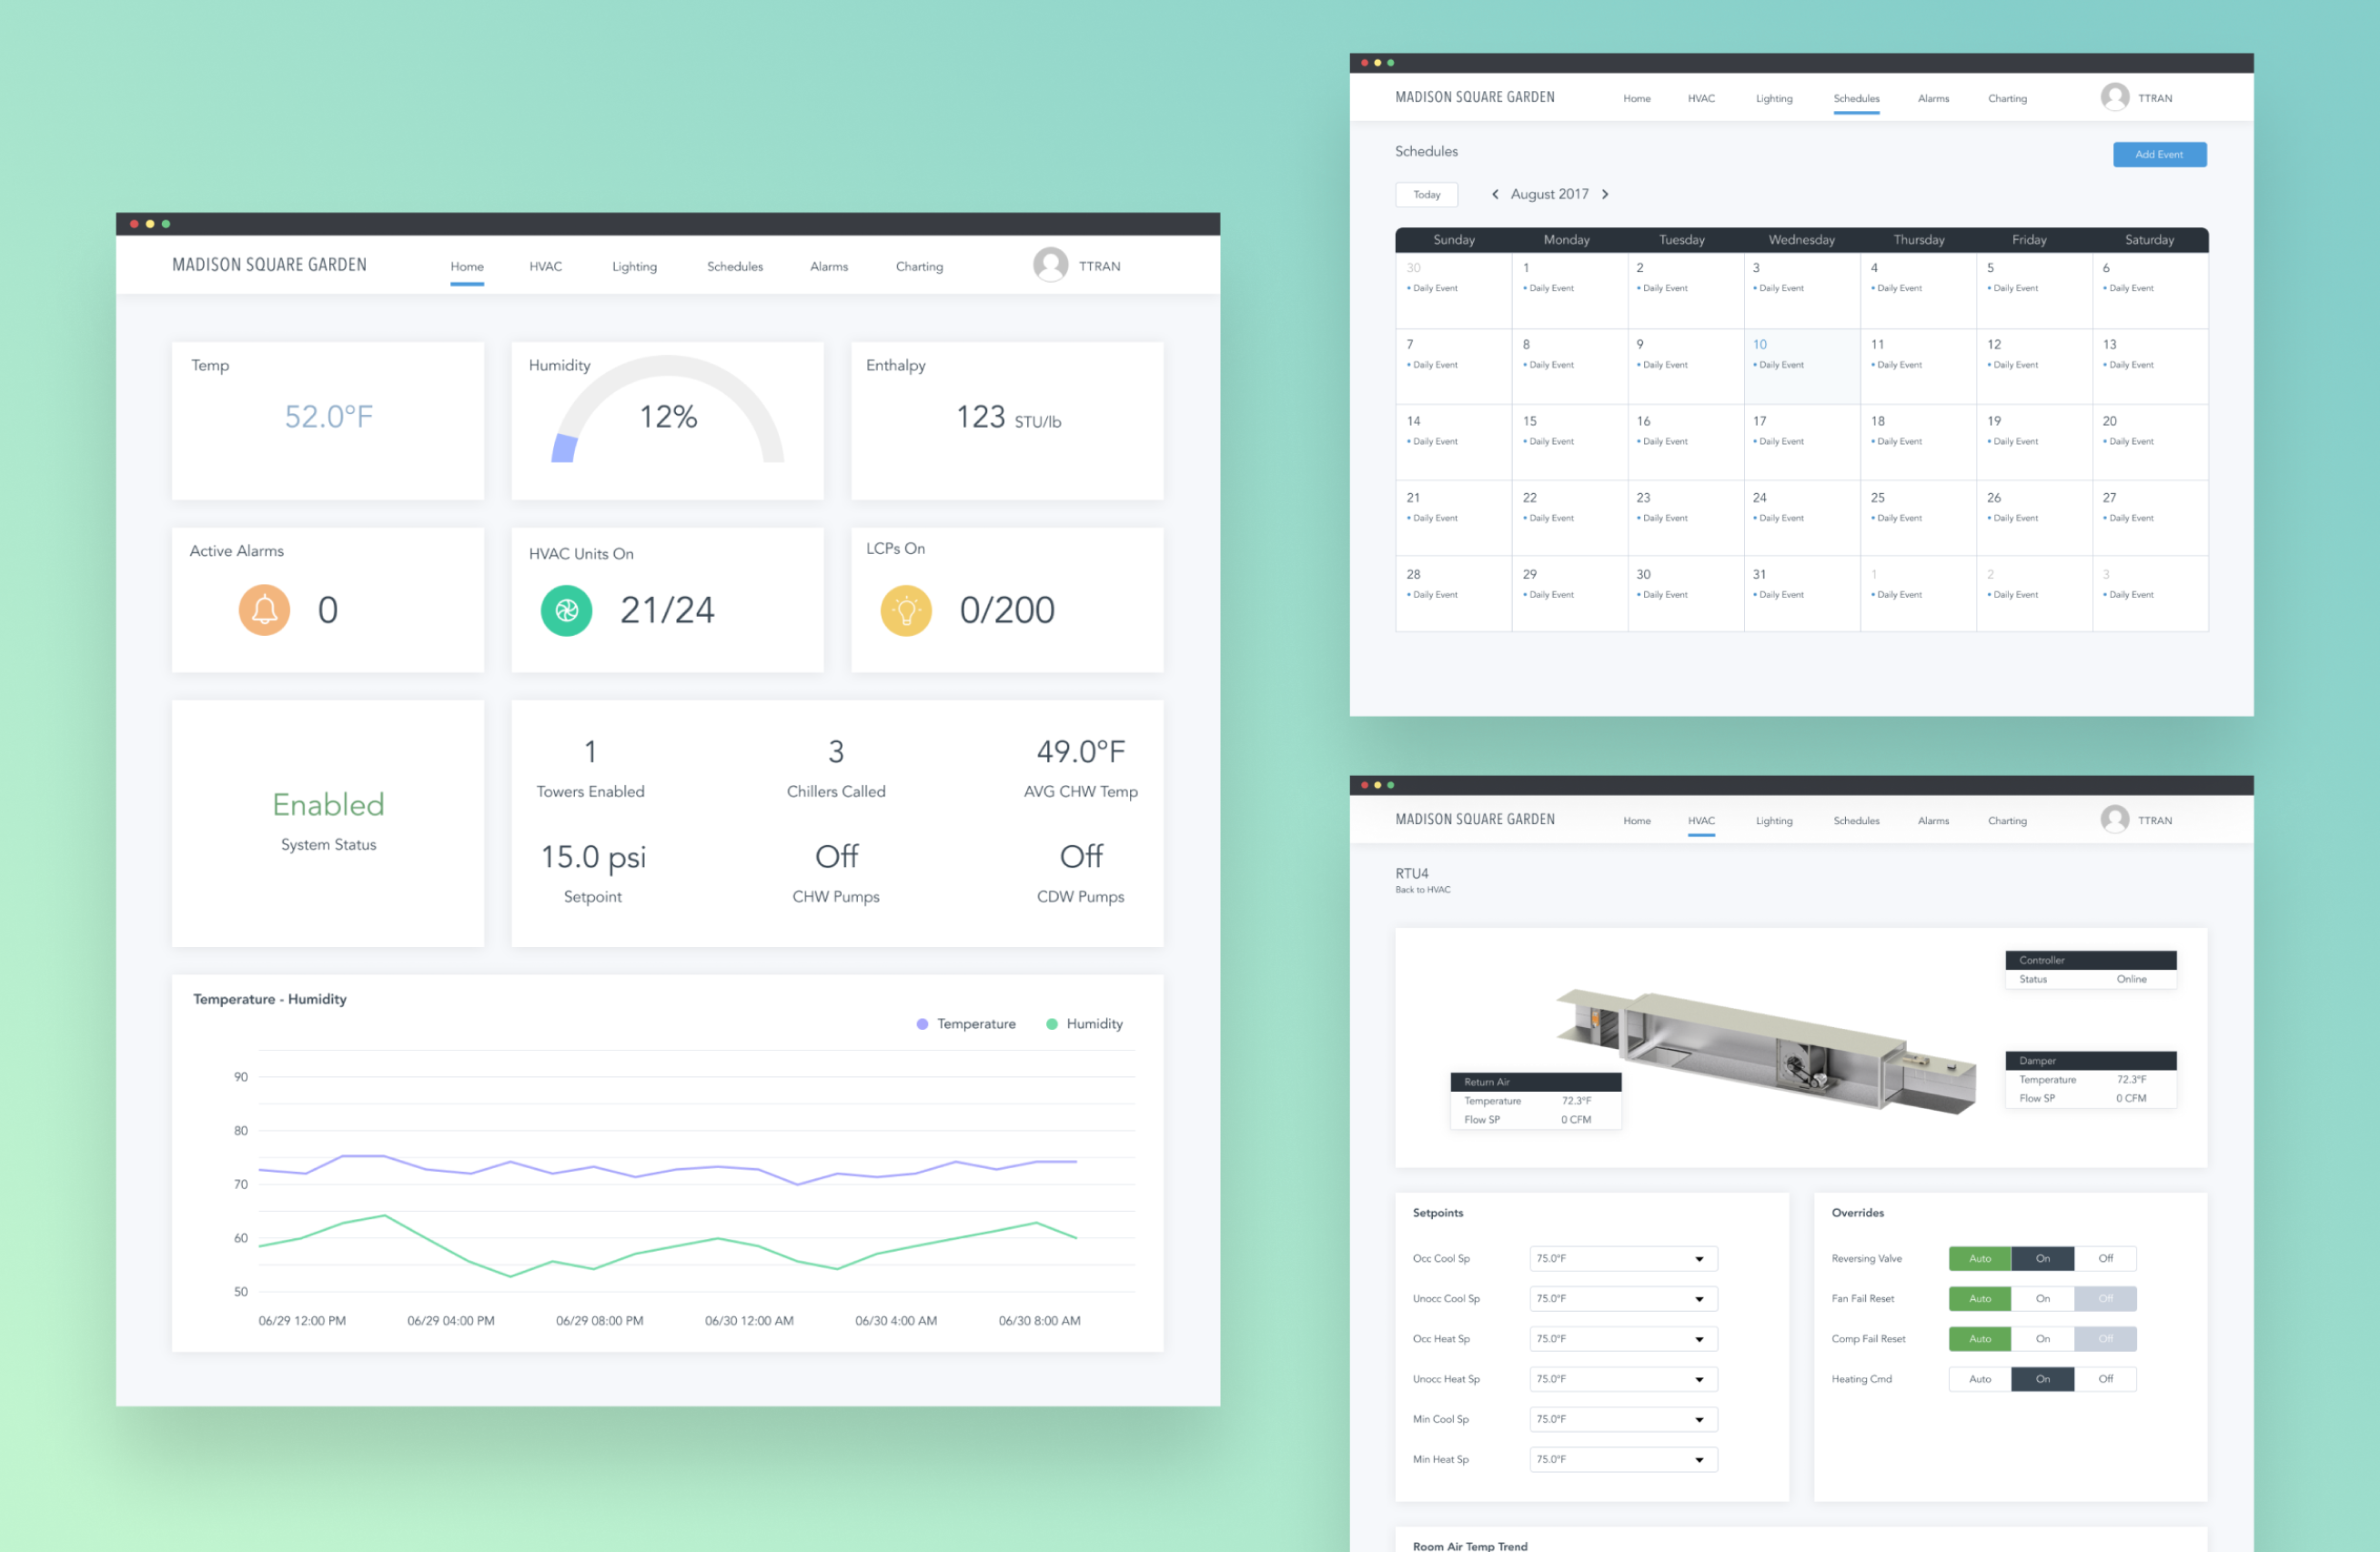 MADISON SQUARE GARDEN Home HVAC Lighting Schedules Alarms Charting TTRAN
Temp Humidity Enthalpy
52.0°F 12% 123 STU/lb
Active Alarms HVAC Units On LCPs On
0 21/24 0/200
Enabled
System Status
1 3 49.0°F
Towers Enabled Chillers Called AVG CHW Temp
15.0 psi Off Off
Setpoint CHW Pumps CDW Pumps
Temperature - Humidity
Temperature Humidity
90
80
70
60
50
06/29 12:00 PM 06/29 04:00 PM 06/29 08:00 PM 06/30 12:00 AM 06/30 4:00 AM 06/30 8:00 AM
MADISON SQUARE GARDEN Home HVAC Lighting Schedules Alarms Charting TTRAN
Schedules Add Event
Today < August 2017 >
Sunday Monday Tuesday Wednesday Thursday Friday Saturday
30 1 2 3 4 5 6
• Daily Event • Daily Event • Daily Event • Daily Event • Daily Event • Daily Event • Daily Event
7 8 9 10 11 12 13
• Daily Event • Daily Event • Daily Event • Daily Event • Daily Event • Daily Event • Daily Event
14 15 16 17 18 19 20
• Daily Event • Daily Event • Daily Event • Daily Event • Daily Event • Daily Event • Daily Event
21 22 23 24 25 26 27
• Daily Event • Daily Event • Daily Event • Daily Event • Daily Event • Daily Event • Daily Event
28 29 30 31 1 2 3
• Daily Event • Daily Event • Daily Event • Daily Event • Daily Event • Daily Event • Daily Event
MADISON SQUARE GARDEN Home HVAC Lighting Schedules Alarms Charting TTRAN
RTU4
Back to HVAC
Controller
Status Online
Damper
Temperature 72.3°F
Flow SP 0 CFM
Return Air
Temperature 72.3°F
Flow SP 0 CFM
Setpoints
Occ Cool Sp 75.0°F
Unocc Cool Sp 75.0°F
Occ Heat Sp 75.0°F
Unocc Heat Sp 75.0°F
Min Cool Sp 75.0°F
Min Heat Sp 75.0°F
Overrides
Reversing Valve Auto On Off
Fan Fail Reset Auto On Off
Comp Fail Reset Auto On Off
Heating Cmd Auto On Off
Room Air Temp Trend